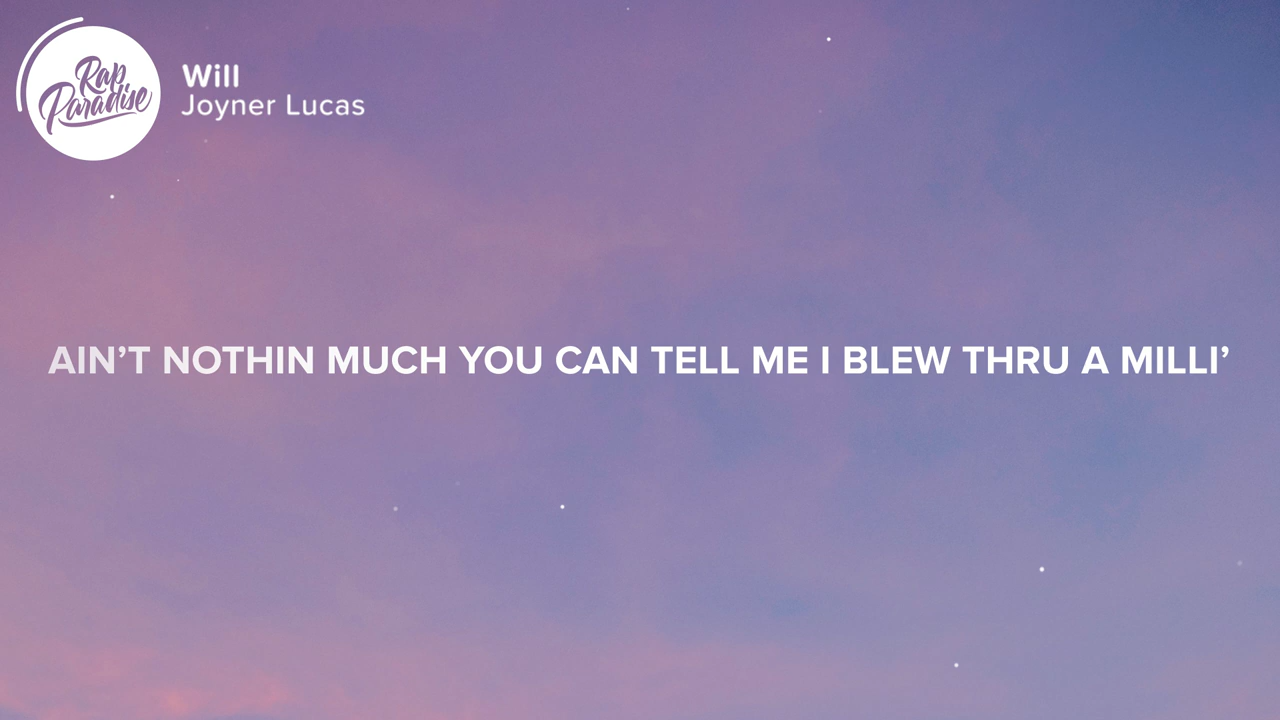 Rap
Paradise
Will
Joyner Lucas
AIN’T NOTHIN MUCH YOU CAN TELL ME I BLEW THRU A MILLI’